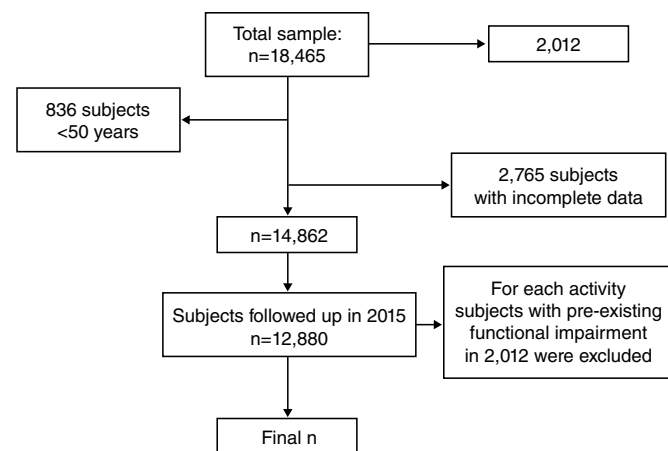 Total sample:
n=18,465
2,012
836 subjects
<50 years
2,765 subjects
with incomplete data
n=14,862
Subjects followed up in 2015
n=12,880
For each activity
subjects with pre-existing
functional impairment
in 2,012 were excluded
Final n